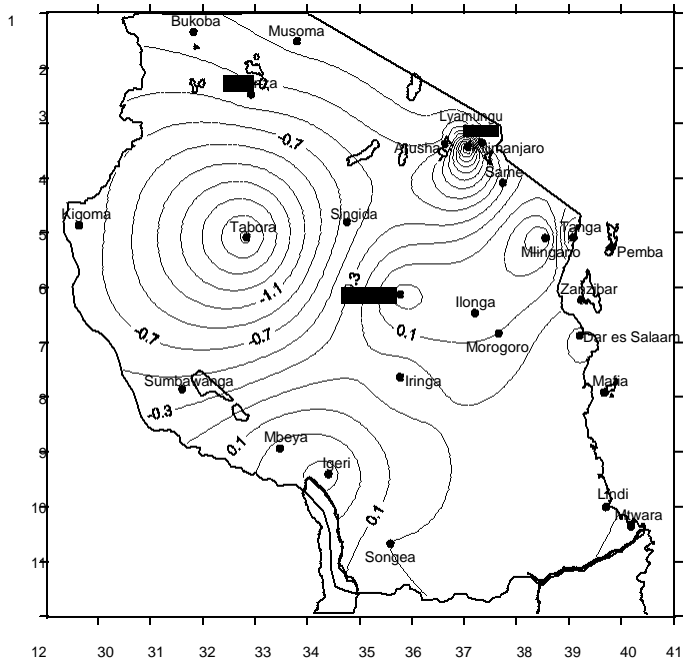 1
Bukoba
Musoma
2
3
Lyamungu
-0.7
Arusha
Kilimanjaro
Same
4
Kigoma
Singida
Tabora
Tanga
5
Mlingano
Pemba
-1.1
Zanzibar
6
Ilonga
-0.7
-0.7
0.1
Dar es Salaam
7
Morogoro
Sumbawanga
Iringa
Mafia
8
-0.3
Mbeya
0.1
9
Igeri
Lindi
10
0.1
Mtwara
Songea
11
12 30 31 32 33 34 35 36 37 38 39 40 41